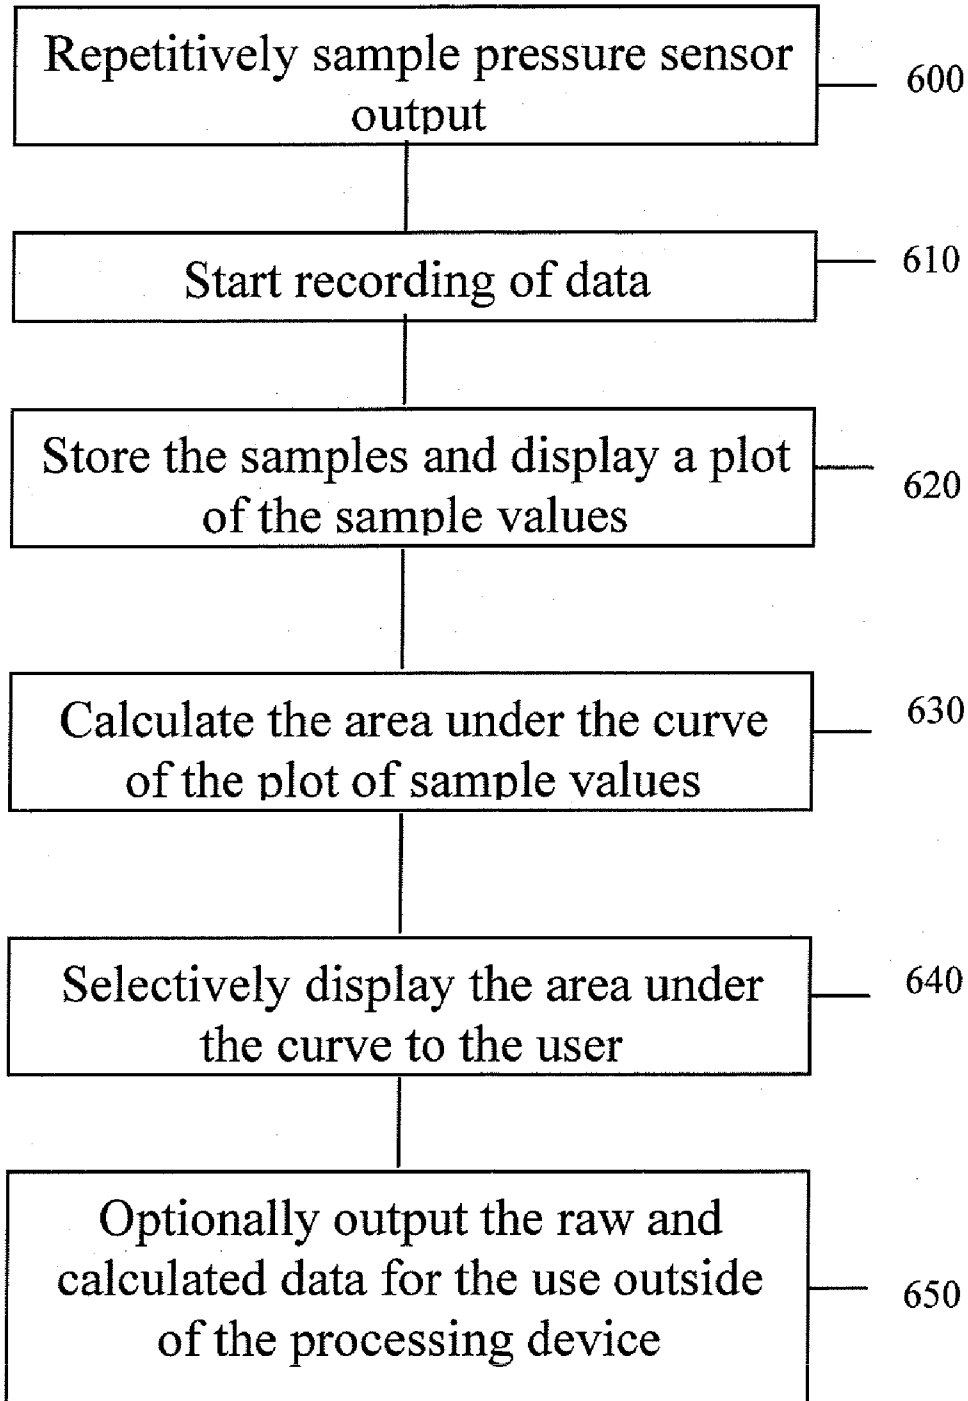 Repetitively sample pressure sensor
output
600
Start recording of data
610
Store the samples and display a plot
of the sample values
620
Calculate the area under the curve
of the plot of sample values
630
Selectively display the area under
the curve to the user
640
Optionally output the raw and
calculated data for the use outside
of the processing device
650